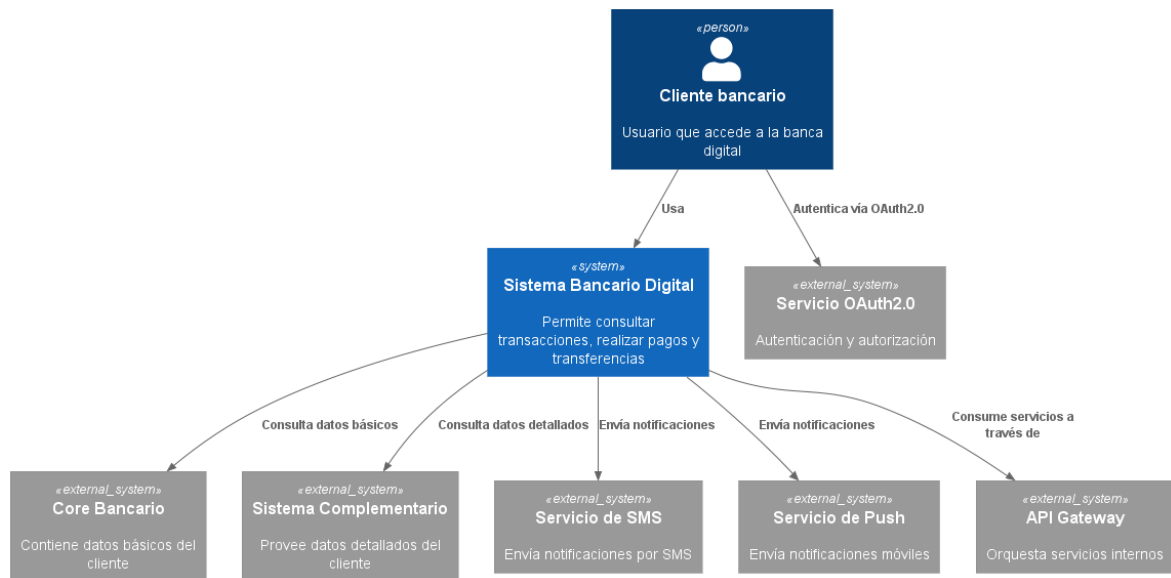 «person»
Cliente bancario
Usuario que accede a la banca
digital
Usa
Autentica vía OAuth2.0
«system»
Sistema Bancario Digital
Permite consultar
transacciones, realizar pagos y
transferencias
«external_system»
Servicio OAuth2.0
Autenticación y autorización
Consulta datos básicos
Consulta datos detallados
Envía notificaciones
Envía notificaciones
Consume servicios a
través de
«external_system»
Core Bancario
Contiene datos básicos del
cliente
«external_system»
Sistema Complementario
Provee datos detallados del
cliente
«external_system»
Servicio de SMS
Envía notificaciones por SMS
«external_system»
Servicio de Push
Envía notificaciones móviles
«external_system»
API Gateway
Orquesta servicios internos